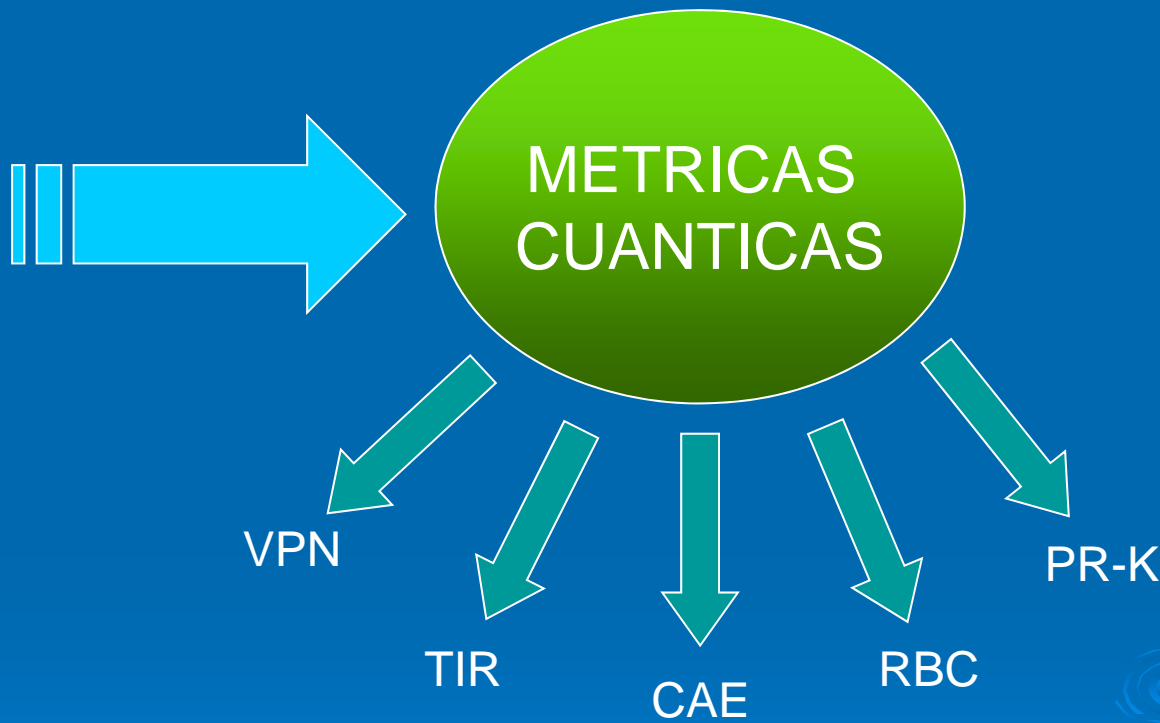 METRICAS
CUANTICAS
VPN
TIR
CAE
RBC
PR-K